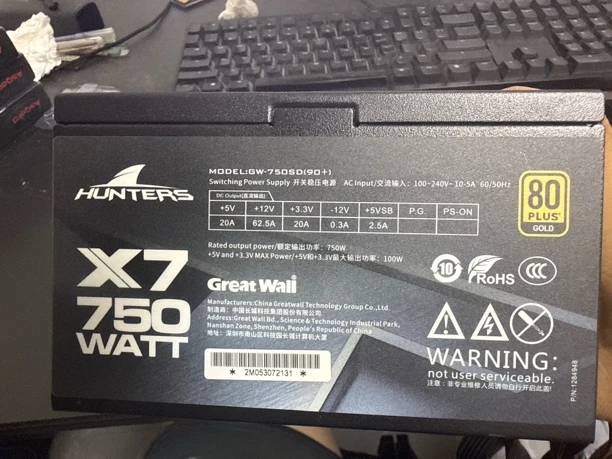 HUNTERS
X7
750
WATT
MODEL:GW-750SD(90+)
Switching Power Supply 开关稳压电源 AC Input/交流输入：100-240V~10-5A 60/50Hz
DC Output(直流输出)
+5V +12V +3.3V -12V +5VSB P.G. PS-ON
20A 62.5A 20A 0.3A 2.5A
Rated output power/额定输出功率：750W
+5V and +3.3V MAX Power/+5V和+3.3V最大输出功率：100W
Great Wall
Manufacturers:China Greatwall Technology Group Co.,Ltd.
制造商：中国长城科技集团股份有限公司
Address:Great Wall Bd., Science & Technology Industrial Park,
Nanshan Zone, Shenzhen, People's Republic of China
地址：深圳市南山区科技园长城计算机大厦
* 2M053072131 *
80
PLUS
GOLD
10
RoHS
CCC
WARNING:
not user serviceable.
注意：非专业维修人员请勿自行开启此盖!
P/N:1284948